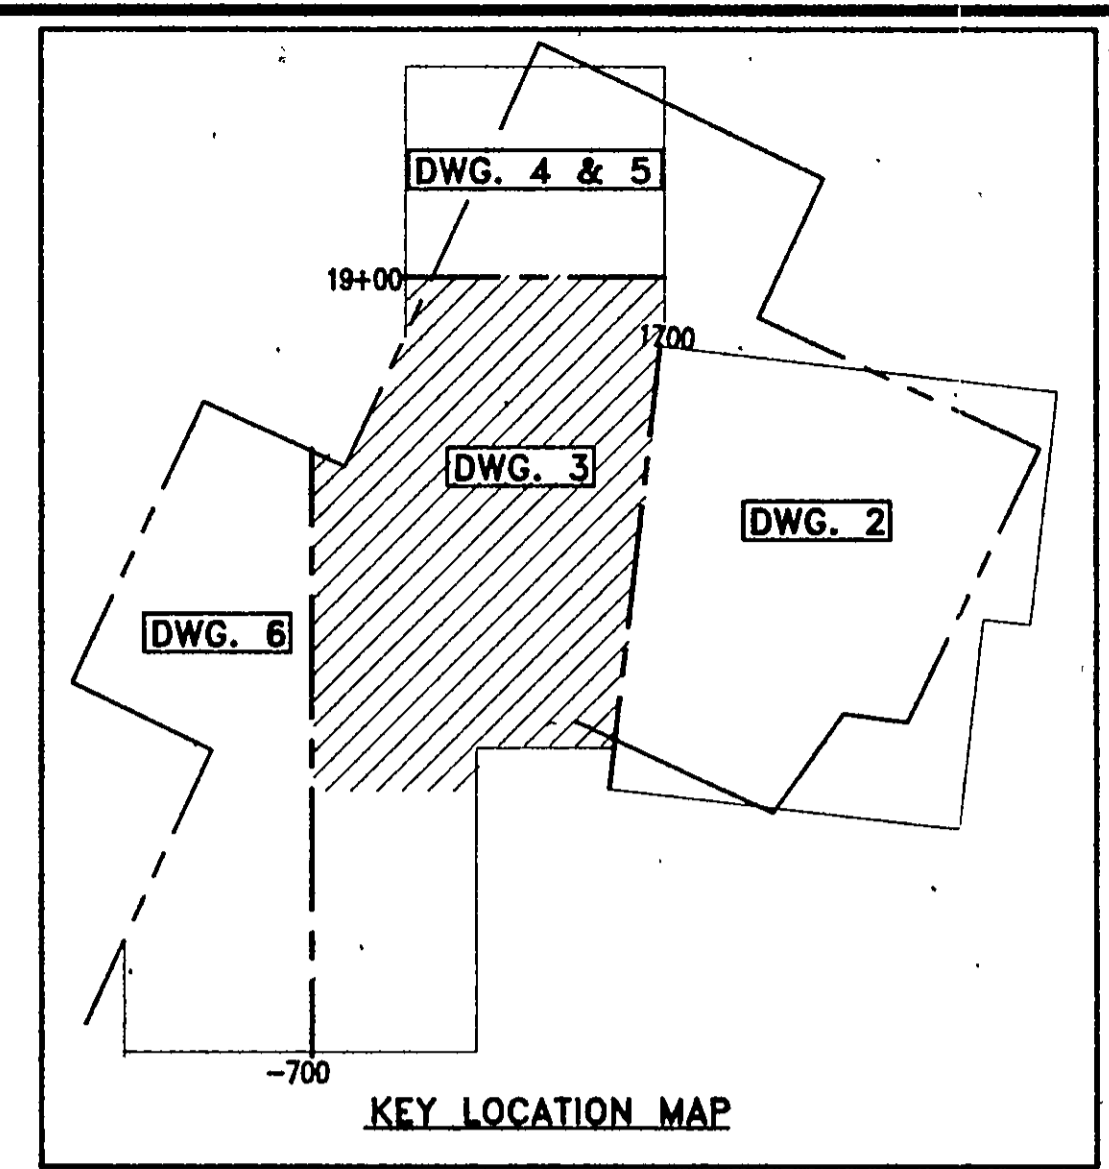 DWG. 4 & 5
19+00
1700
DWG. 3
DWG. 2
DWG. 6
-700
KEY LOCATION MAP